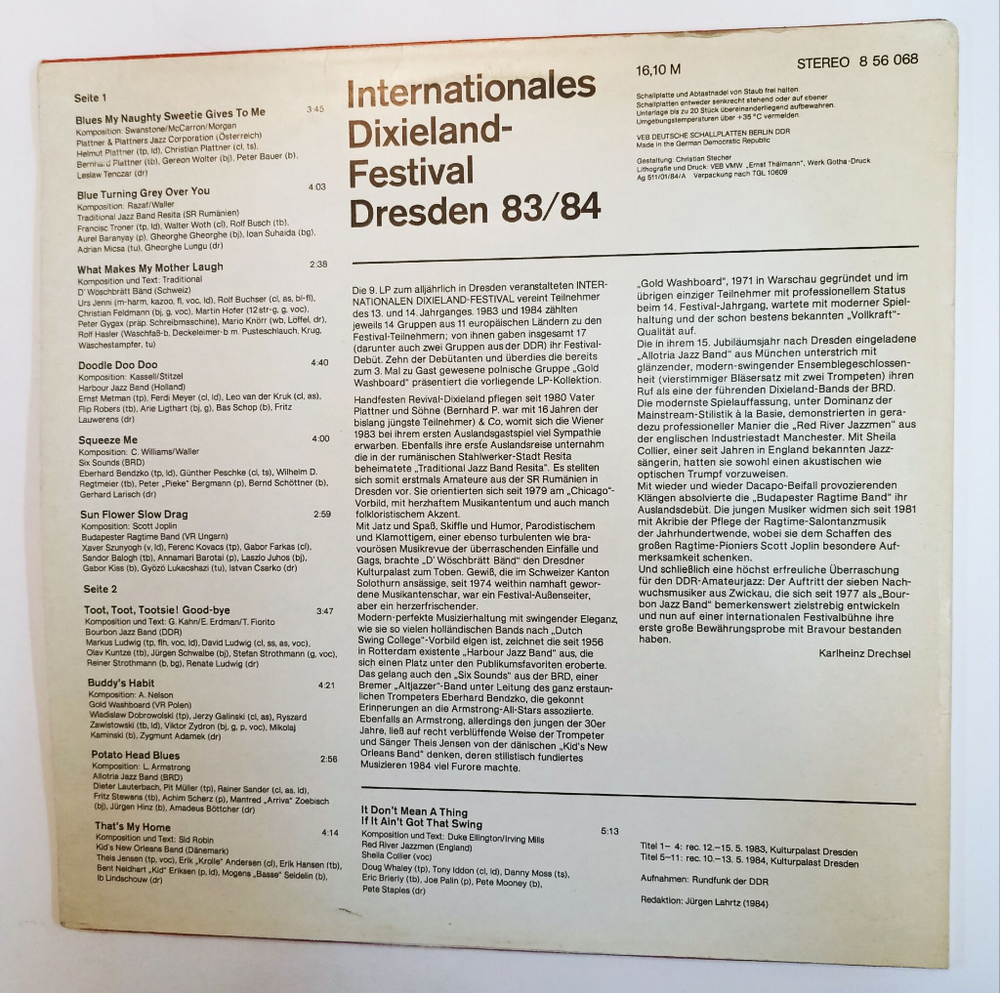 Internationales
Dixieland-
Festival
Dresden 83/84
16,10 M
STEREO 8 56 068
Schallplatte und Abtastnadel von Staub frei halten.
Schallplatten entweder senkrecht stehend oder auf ebener
Unterlage bis zu 20 Stück übereinanderliegend aufbewahren.
Umgebungstemperaturen über +35 °C vermeiden.
VEB DEUTSCHE SCHALLPLATTEN BERLIN DDR
Made in the German Democratic Republic
Gestaltung: Christian Stecher
Lithografie und Druck: VEB VMW „Ernst Thälmann", Werk Gotha-Druck
Ag 511/01/84/A Verpackung nach TGL 10609
Seite 1
Blues My Naughty Sweetie Gives To Me 3:45
Komposition: Swanstone/McCarron/Morgan
Plattner & Plattners Jazz Corporation (Österreich)
Helmut Plattner (tp, ld), Christian Plattner (cl, ts),
Bernhard Plattner (tb), Gereon Wolter (bj), Peter Bauer (b),
Leslaw Tenczar (dr)
Blue Turning Grey Over You 4:03
Komposition: Razaf/Waller
Traditional Jazz Band Resita (SR Rumänien)
Francisc Troner (tp, ld), Walter Woth (cl), Rolf Busch (tb),
Aurel Baranyay (p), Gheorghe Gheorghe (bj), Ioan Suhaida (bg),
Adrian Micsa (tu), Gheorghe Lungu (dr)
What Makes My Mother Laugh 2:38
Komposition und Text: Traditional
D' Wöschbrätt Bänd (Schweiz)
Urs Jenni (m-harm, kazoo, fl, voc, ld), Rolf Buchser (cl, as, bl-fl),
Christian Feldmann (bj, g, voc), Martin Hofer (12str-g, g, voc),
Peter Gygax (präp. Schreibmaschine), Mario Knörr (wb, Löffel, dr),
Rolf Hasler (Waschfaß-b, Deckeleimer-b m. Pusteschlauch, Krug,
Wäschestampfer, tu)
Doodle Doo Doo 4:40
Komposition: Kassell/Stitzel
Harbour Jazz Band (Holland)
Ernst Metman (tp), Ferdi Meyer (cl, ld), Leo van der Kruk (cl, as),
Flip Robers (tb), Arie Ligthart (bj, g), Bas Schop (b), Fritz
Lauwerens (dr)
Squeeze Me 4:00
Komposition: C. Williams/Waller
Six Sounds (BRD)
Eberhard Bendzko (tp, ld), Günther Peschke (cl, ts), Wilhelm D.
Regtmeier (tb), Peter „Pieke" Bergmann (p), Bernd Schöttner (b),
Gerhard Larisch (dr)
Sun Flower Slow Drag 2:59
Komposition: Scott Joplin
Budapester Ragtime Band (VR Ungarn)
Xaver Szunyogh (v, ld), Ferenc Kovacs (tp), Gabor Farkas (cl),
Sandor Balogh (tb), Annamari Barotai (p), Laszlo Juhos (bj),
Gabor Kiss (b), Györő Lukacshazi (tu), Istvan Csarko (dr)
Seite 2
Toot, Toot, Tootsie! Good-bye 3:47
Komposition und Text: G. Kahn/E. Erdman/T. Fiorito
Bourbon Jazz Band (DDR)
Markus Ludwig (tp, flh, voc, ld), David Ludwig (cl, ss, as, voc),
Olav Kuntze (tb), Jürgen Schwalbe (bj), Stefan Strothmann (g, voc),
Reiner Strothmann (b, bg), Renate Ludwig (dr)
Buddy's Habit 4:21
Komposition: A. Nelson
Gold Washboard (VR Polen)
Wladislaw Dobrowolski (tp), Jerzy Galinski (cl, as), Ryszard
Zawistowski (tb, ld), Viktor Zydron (bj, g, p, voc), Mikolaj
Kaminski (b), Zygmunt Adamek (dr)
Potato Head Blues 2:56
Komposition: L. Armstrong
Allotria Jazz Band (BRD)
Dieter Lauterbach, Pit Müller (tp), Rainer Sander (cl, as, ld),
Fritz Stewens (tb), Achim Scherz (p), Manfred „Arriva" Zoebisch
(bj), Jürgen Hinz (b), Amadeus Böttcher (dr)
That's My Home 4:14
Komposition und Text: Sid Robin
Kid's New Orleans Band (Dänemark)
Theis Jensen (tp, voc), Erik „Krolle" Andersen (cl), Erik Hansen (tb),
Bent Neidhart „Kid" Eriksen (p, ld), Mogens „Basse" Seidelin (b),
Ib Lindschouw (dr)
Die 9. LP zum alljährlich in Dresden veranstalteten INTER-
NATIONALEN DIXIELAND-FESTIVAL vereint Teilnehmer
des 13. und 14. Jahrganges. 1983 und 1984 zählten
jeweils 14 Gruppen aus 11 europäischen Ländern zu den
Festival-Teilnehmern; von ihnen gaben insgesamt 17
(darunter auch zwei Gruppen aus der DDR) ihr Festival-
Debüt. Zehn der Debütanten und überdies die bereits
zum 3. Mal zu Gast gewesene polnische Gruppe „Gold
Washboard" präsentiert die vorliegende LP-Kollektion.
Handfesten Revival-Dixieland pflegen seit 1980 Vater
Plattner und Söhne (Bernhard P. war mit 16 Jahren der
bislang jüngste Teilnehmer) & Co, womit sich die Wiener
1983 bei ihrem ersten Auslandsgastspiel viel Sympathie
erwarben. Ebenfalls ihre erste Auslandsreise unternahm
die in der rumänischen Stahlwerker-Stadt Resita
beheimatete „Traditional Jazz Band Resita". Es stellten
sich somit erstmals Amateure aus der SR Rumänien in
Dresden vor. Sie orientierten sich seit 1979 am „Chicago"-
Vorbild, mit herzhaftem Musikantentum und auch manch
folkloristischem Akzent.
Mit Jatz und Spaß, Skiffle und Humor, Parodistischem
und Klamottigem, einer ebenso turbulenten wie bra-
vourösen Musikrevue der überraschenden Einfälle und
Gags, brachte „D' Wöschbrätt Bänd" den Dresdner
Kulturpalast zum Toben. Gewiß, die im Schweizer Kanton
Solothurn ansässige, seit 1974 weithin namhaft gewor-
dene Musikantenschar, war ein Festival-Außenseiter,
aber ein herzerfrischender.
Modern-perfekte Musizierhaltung mit swingender Eleganz,
wie sie so vielen holländischen Bands nach „Dutch
Swing College"-Vorbild eigen ist, zeichnet die seit 1956
in Rotterdam existente „Harbour Jazz Band" aus, die
sich einen Platz unter den Publikumsfavoriten eroberte.
Das gelang auch den „Six Sounds" aus der BRD, einer
Bremer „Altjazzer"-Band unter Leitung des ganz erstaun-
lichen Trompeters Eberhard Bendzko, die gekonnt
Erinnerungen an die Armstrong-All-Stars assoziierte.
Ebenfalls an Armstrong, allerdings den jungen der 30er
Jahre, ließ auf recht verblüffende Weise der Trompeter
und Sänger Theis Jensen von der dänischen „Kid's New
Orleans Band" denken, deren stilistisch fundiertes
Musizieren 1984 viel Furore machte.
„Gold Washboard", 1971 in Warschau gegründet und im
übrigen einziger Teilnehmer mit professionellem Status
beim 14. Festival-Jahrgang, wartete mit moderner Spiel-
haltung und der schon bestens bekannten „Vollkraft"-
Qualität auf.
Die in ihrem 15. Jubiläumsjahr nach Dresden eingeladene
„Allotria Jazz Band" aus München unterstrich mit
glänzender, modern-swingender Ensemblegeschlossen-
heit (vierstimmiger Bläsersatz mit zwei Trompeten) ihren
Ruf als eine der führenden Dixieland-Bands der BRD.
Die modernste Spielauffassung, unter Dominanz der
Mainstream-Stilistik à la Basie, demonstrierten in gera-
dezu professioneller Manier die „Red River Jazzmen" aus
der englischen Industriestadt Manchester. Mit Sheila
Collier, einer seit Jahren in England bekannten Jazz-
sängerin, hatten sie sowohl einen akustischen wie
optischen Trumpf vorzuweisen.
Mit wieder und wieder Dacapo-Beifall provozierenden
Klängen absolvierte die „Budapester Ragtime Band" ihr
Auslandsdebüt. Die jungen Musiker widmen sich seit 1981
mit Akribie der Pflege der Ragtime-Salontanzmusik
der Jahrhundertwende, wobei sie dem Schaffen des
großen Ragtime-Pioniers Scott Joplin besondere Auf-
merksamkeit schenken.
Und schließlich eine höchst erfreuliche Überraschung
für den DDR-Amateurjazz: Der Auftritt der sieben Nach-
wuchsmusiker aus Zwickau, die sich seit 1977 als „Bour-
bon Jazz Band" bemerkenswert zielstrebig entwickeln
und nun auf einer internationalen Festivalbühne ihre
erste große Bewährungsprobe mit Bravour bestanden
haben.
Karlheinz Drechsel
It Don't Mean A Thing
If It Ain't Got That Swing 5:13
Komposition und Text: Duke Ellington/Irving Mills
Red River Jazzmen (England)
Sheila Collier (voc)
Doug Whaley (tp), Tony Iddon (cl, ld), Danny Moss (ts),
Eric Brierly (tb), Joe Palin (p), Pete Mooney (b),
Pete Staples (dr)
Titel 1– 4: rec. 12.–15. 5. 1983, Kulturpalast Dresden
Titel 5–11: rec. 10.–13. 5. 1984, Kulturpalast Dresden
Aufnahmen: Rundfunk der DDR
Redaktion: Jürgen Lahrtz (1984)